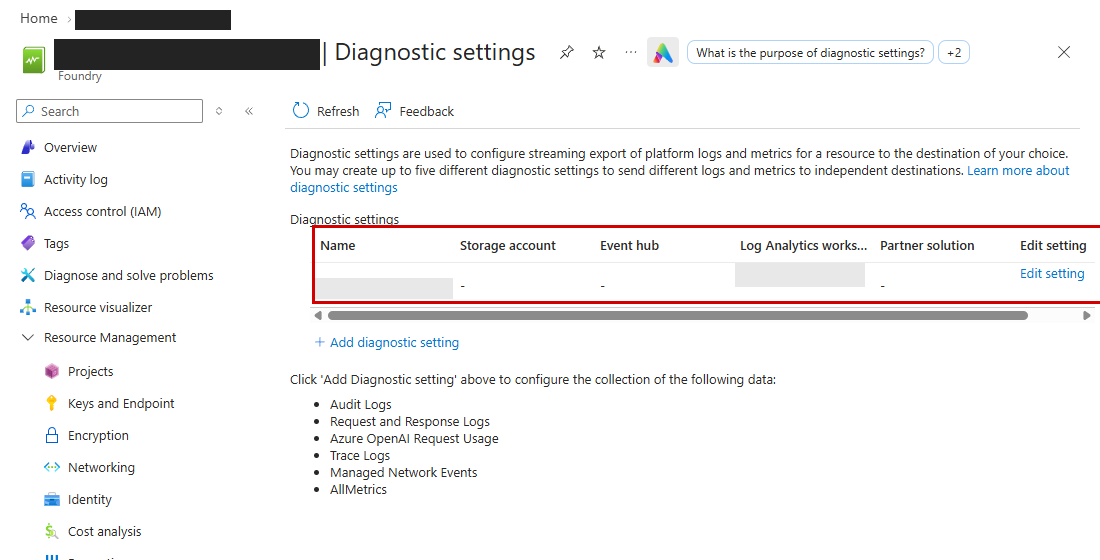 Home
| Diagnostic settings
What is the purpose of diagnostic settings?
+2
Foundry
Search
Refresh
Feedback
Overview
Activity log
Access control (IAM)
Tags
Diagnose and solve problems
Resource visualizer
Resource Management
Projects
Keys and Endpoint
Encryption
Networking
Identity
Cost analysis
Diagnostic settings are used to configure streaming export of platform logs and metrics for a resource to the destination of your choice.
You may create up to five different diagnostic settings to send different logs and metrics to independent destinations. Learn more about
diagnostic settings
Diagnostic settings
Name Storage account Event hub Log Analytics works... Partner solution Edit setting
- - - Edit setting
+ Add diagnostic setting
Click 'Add Diagnostic setting' above to configure the collection of the following data:
• Audit Logs
• Request and Response Logs
• Azure OpenAI Request Usage
• Trace Logs
• Managed Network Events
• AllMetrics